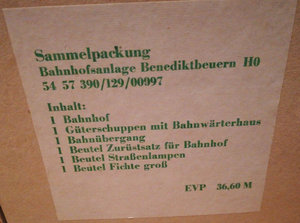 Sammelpackung
Bahnhofsanlage Benediktbeuern H0
54 57 390/129/00997
Inhalt:
1 Bahnhof
1 Güterschuppen mit Bahnwärterhaus
1 Bahnübergang
1 Beutel Zurüstsatz für Bahnhof
1 Beutel Straßenlampen
1 Beutel Fichte groß
EVP 36,60 M